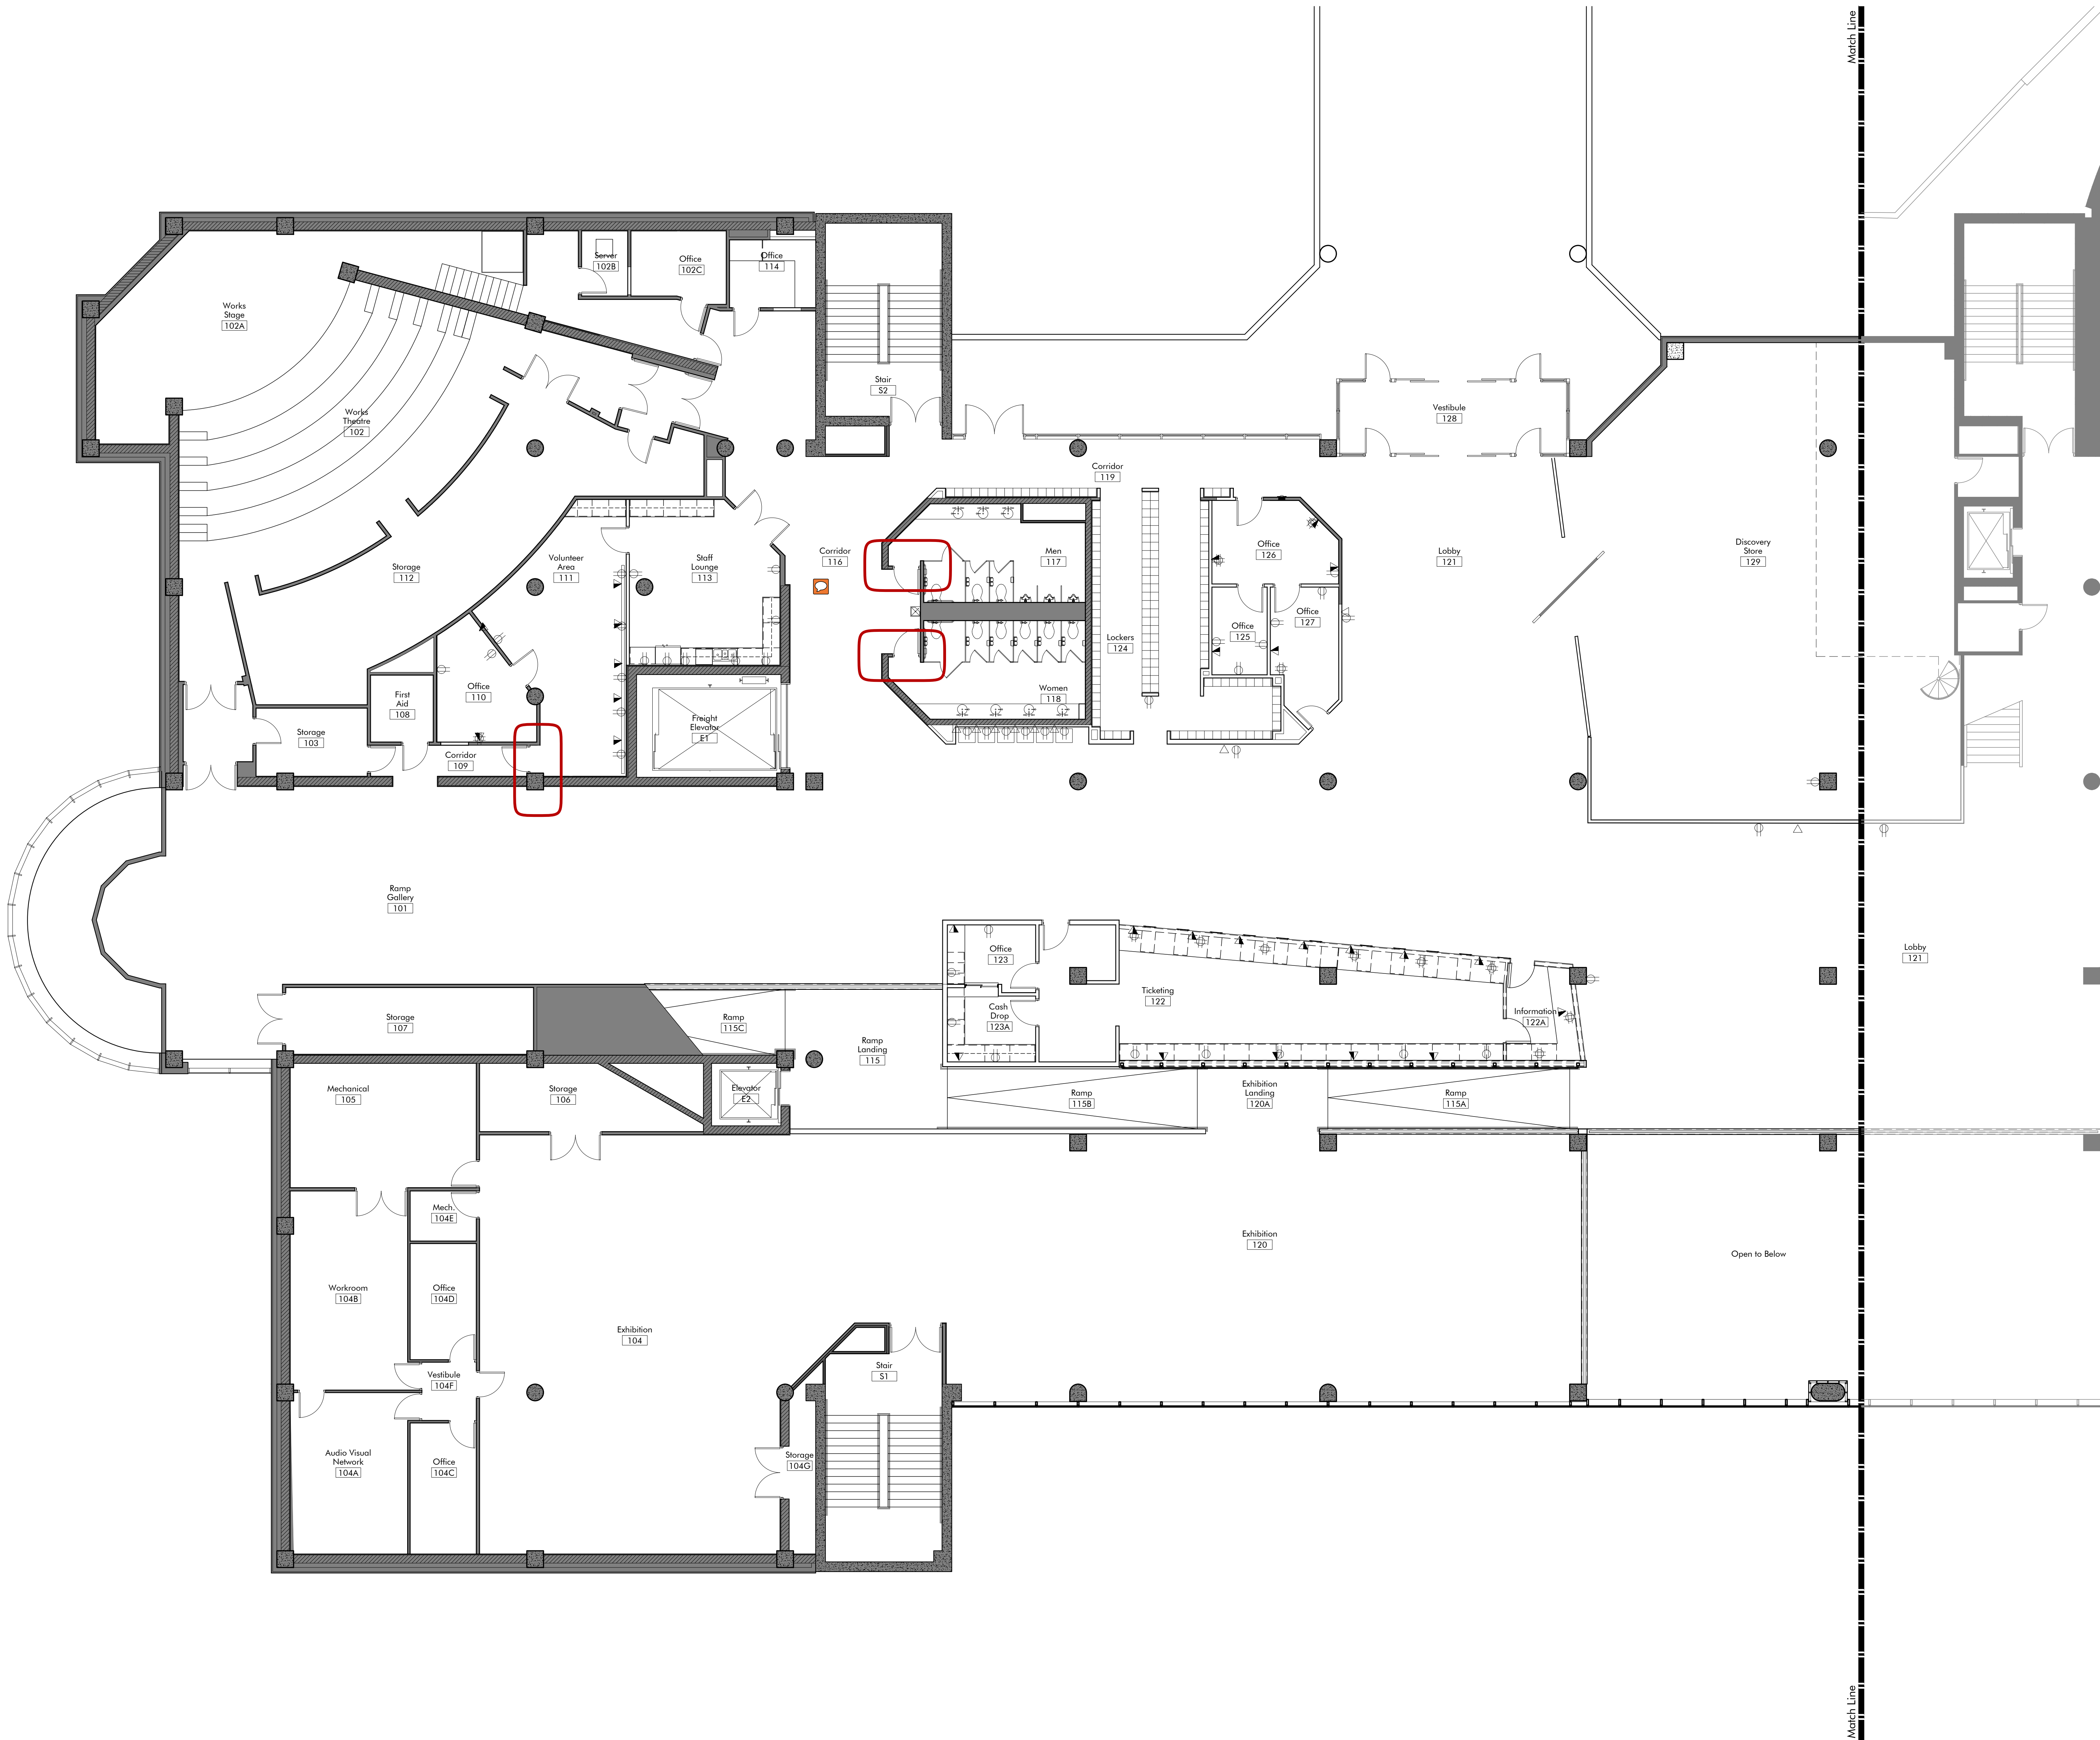 Match Line
Server
102B
Office
102C
Office
114
Works
Stage
102A
Stair
S2
Works
Theatre
102
Vestibule
128
Corridor
119
Storage
112
Volunteer
Area
111
Staff
Lounge
113
Corridor
116
Men
117
Office
126
Lobby
121
Discovery
Store
129
Office
125
Office
127
Lockers
124
Office
110
First
Aid
108
Women
118
Storage
103
Freight
Elevator
E1
Corridor
109
Ramp
Gallery
101
Office
123
Lobby
121
Ticketing
122
Storage
107
Ramp
115C
Cash
Drop
123A
Information
122A
Ramp
Landing
115
Mechanical
105
Storage
106
Elevator
E2
Ramp
115B
Exhibition
Landing
120A
Ramp
115A
Mech.
104E
Exhibition
120
Open to Below
Workroom
104B
Office
104D
Exhibition
104
Vestibule
104F
Stair
S1
Audio Visual
Network
104A
Office
104C
Storage
104G
Match Line